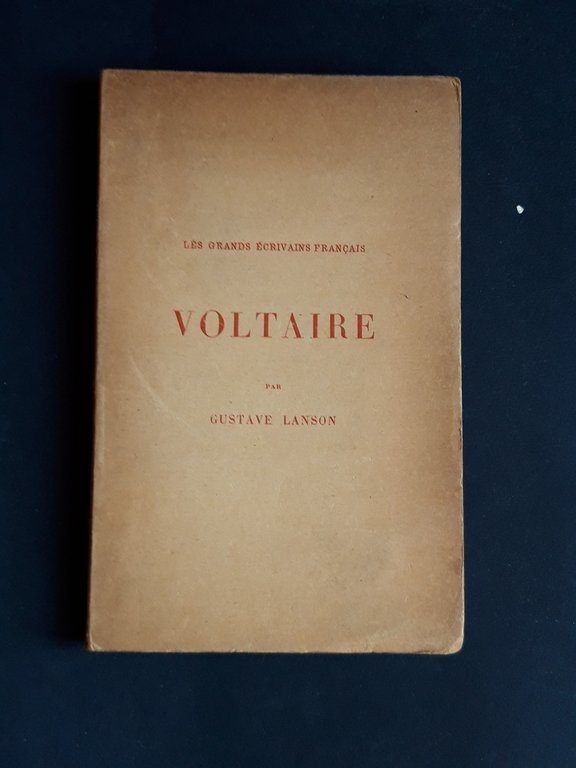 LES GRANDS ÉCRIVAINS FRANÇAIS
VOLTAIRE
PAR
GUSTAVE LANSON